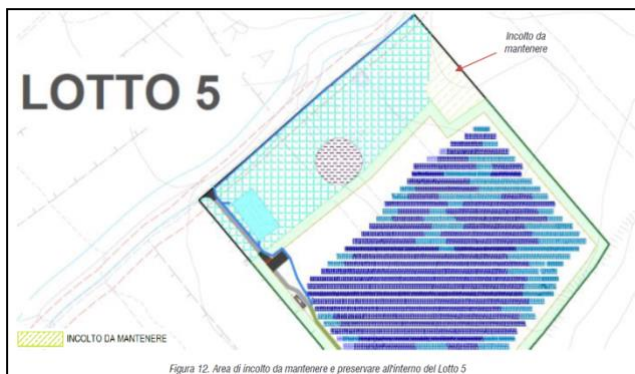 Incolto da
mantenere
LOTTO 5
INCOLTO DA MANTENERE
Figura 12. Area di incolto da mantenere e preservare all'interno del Lotto 5